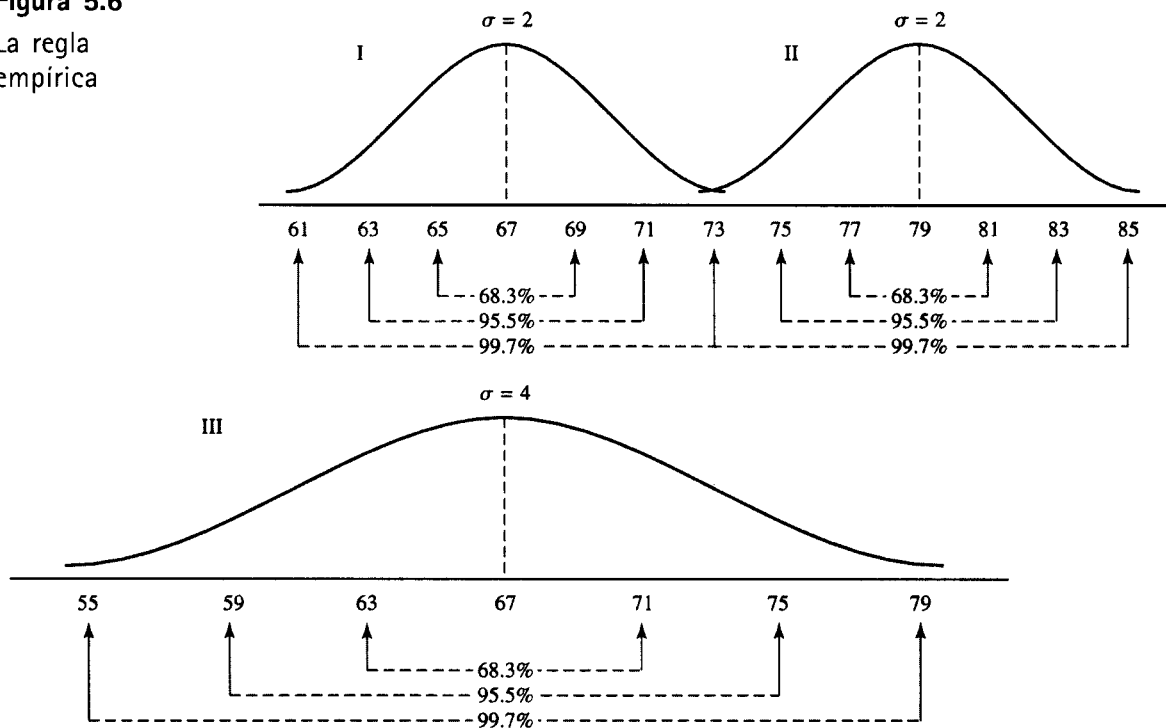 Figura 5.6
La regla
empírica
σ = 2
σ = 2
I
II
61 63 65 67 69 71 73 75 77 79 81 83 85
68.3% 68.3%
95.5% 95.5%
99.7% 99.7%
σ = 4
III
55 59 63 67 71 75 79
68.3%
95.5%
99.7%